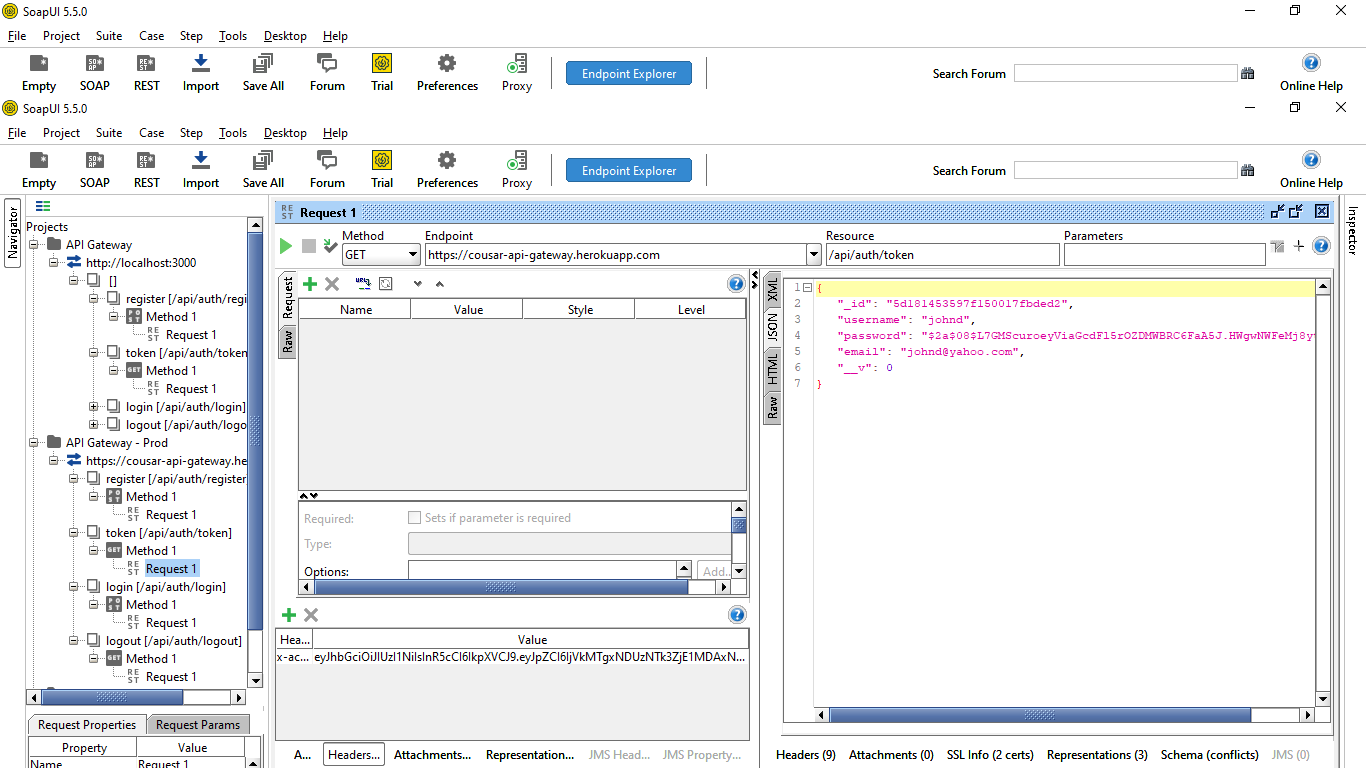 SoapUI 5.5.0
File Project Suite Case Step Tools Desktop Help
Empty SOAP REST Import Save All Forum Trial Preferences Proxy Endpoint Explorer Search Forum Online Help
SoapUI 5.5.0
File Project Suite Case Step Tools Desktop Help
Empty SOAP REST Import Save All Forum Trial Preferences Proxy Endpoint Explorer Search Forum Online Help
Navigator
Projects
API Gateway
http://localhost:3000
[]
register [/api/auth/regi
Method 1
Request 1
token [/api/auth/token
Method 1
Request 1
login [/api/auth/login]
logout [/api/auth/logo
API Gateway - Prod
https://cousar-api-gateway.he
register [/api/auth/register
Method 1
Request 1
token [/api/auth/token]
Method 1
Request 1
login [/api/auth/login]
Method 1
Request 1
logout [/api/auth/logout]
Method 1
Request 1
Request Properties Request Params
Property Value
Name Request 1
Request 1
Method Endpoint Resource Parameters
GET https://cousar-api-gateway.herokuapp.com /api/auth/token
Request
Raw
Name Value Style Level
Required: Sets if parameter is required
Type:
Options: Add..
Hea... Value
x-ac...
A... Headers... Attachments... Representation... JMS Head... JMS Property...
XML
JSON
HTML
Raw
1 {
2 "_id": "5d181453597f150017fbded2",
3 "username": "johnd",
4 "password":
5 "email": "johnd@yahoo.com",
6 "__v": 0
7 }
Headers (9) Attachments (0) SSL Info (2 certs) Representations (3) Schema (conflicts) JMS (0)
Inspector